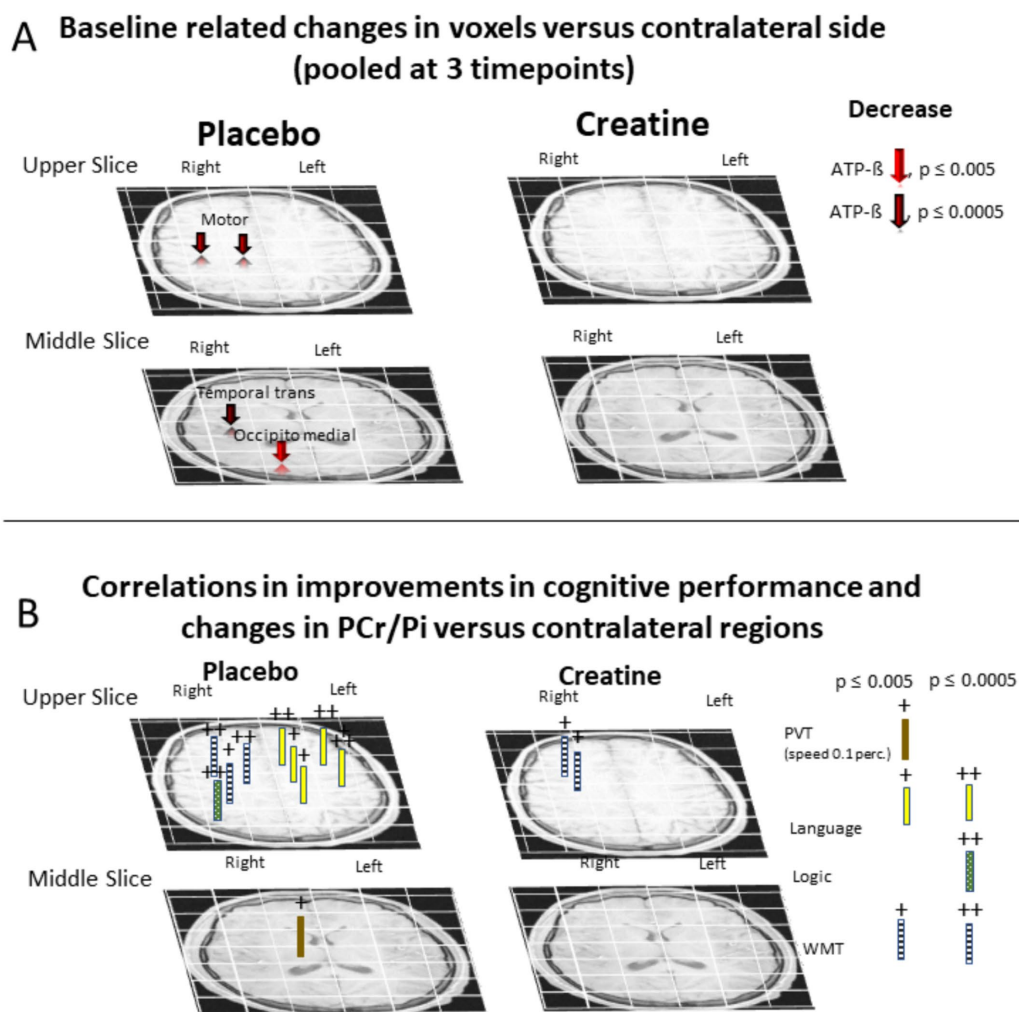 A
Baseline related changes in voxels versus contralateral side
(pooled at 3 timepoints)
Placebo
Creatine
Decrease
Upper Slice
Right
Left
Right
Left
ATP-ß , p ≤ 0.005
ATP-ß , p ≤ 0.0005
Motor
Middle Slice
Right
Left
Right
Left
Temporal trans
Occipito medial
B
Correlations in improvements in cognitive performance and
changes in PCr/Pi versus contralateral regions
Placebo
Creatine
p ≤ 0.005
p ≤ 0.0005
Upper Slice
Right
Left
Right
Left
++
++
++
++
+
++
+
+
++
+
+
+
+
PVT
(speed 0.1 perc.)
+
++
Language
++
Logic
+
++
WMT
Middle Slice
Right
Left
Right
Left
+